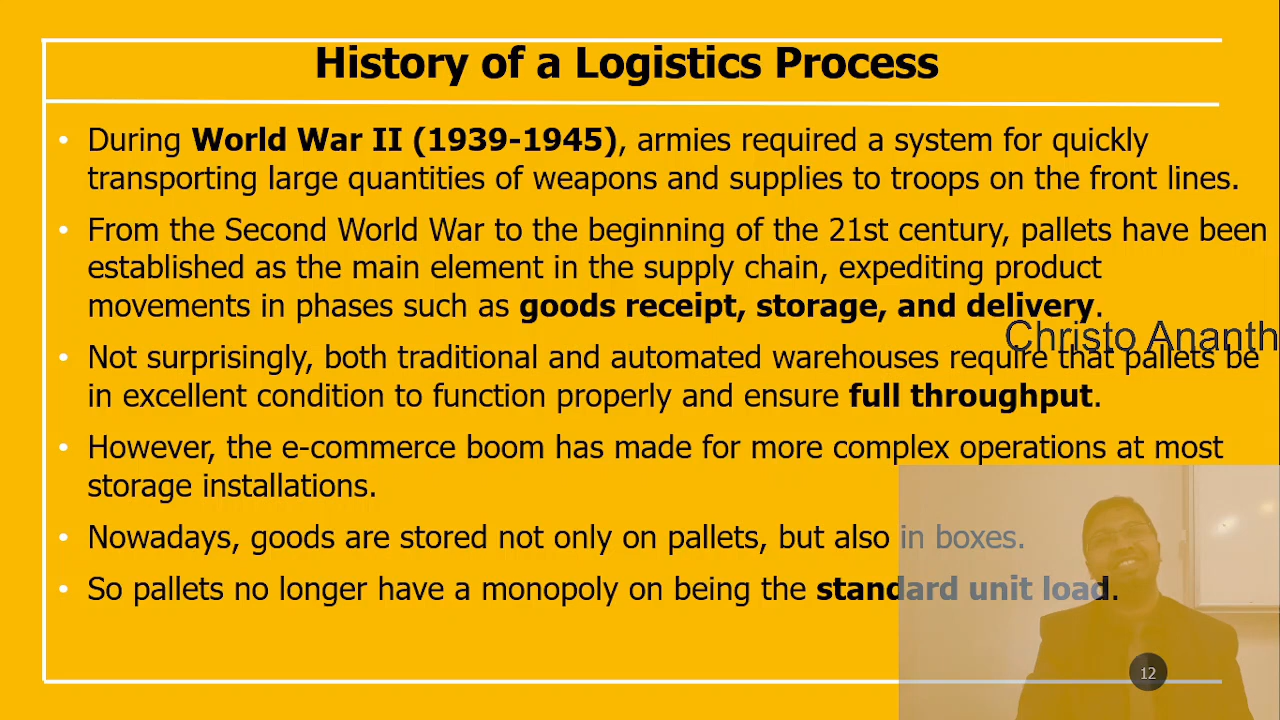 History of a Logistics Process
• During World War II (1939-1945), armies required a system for quickly
transporting large quantities of weapons and supplies to troops on the front lines.
• From the Second World War to the beginning of the 21st century, pallets have been
established as the main element in the supply chain, expediting product
movements in phases such as goods receipt, storage, and delivery.
Christo Ananth
• Not surprisingly, both traditional and automated warehouses require that pallets be
in excellent condition to function properly and ensure full throughput.
• However, the e-commerce boom has made for more complex operations at most
storage installations.
• Nowadays, goods are stored not only on pallets, but also in boxes.
• So pallets no longer have a monopoly on being the standard unit load.
12